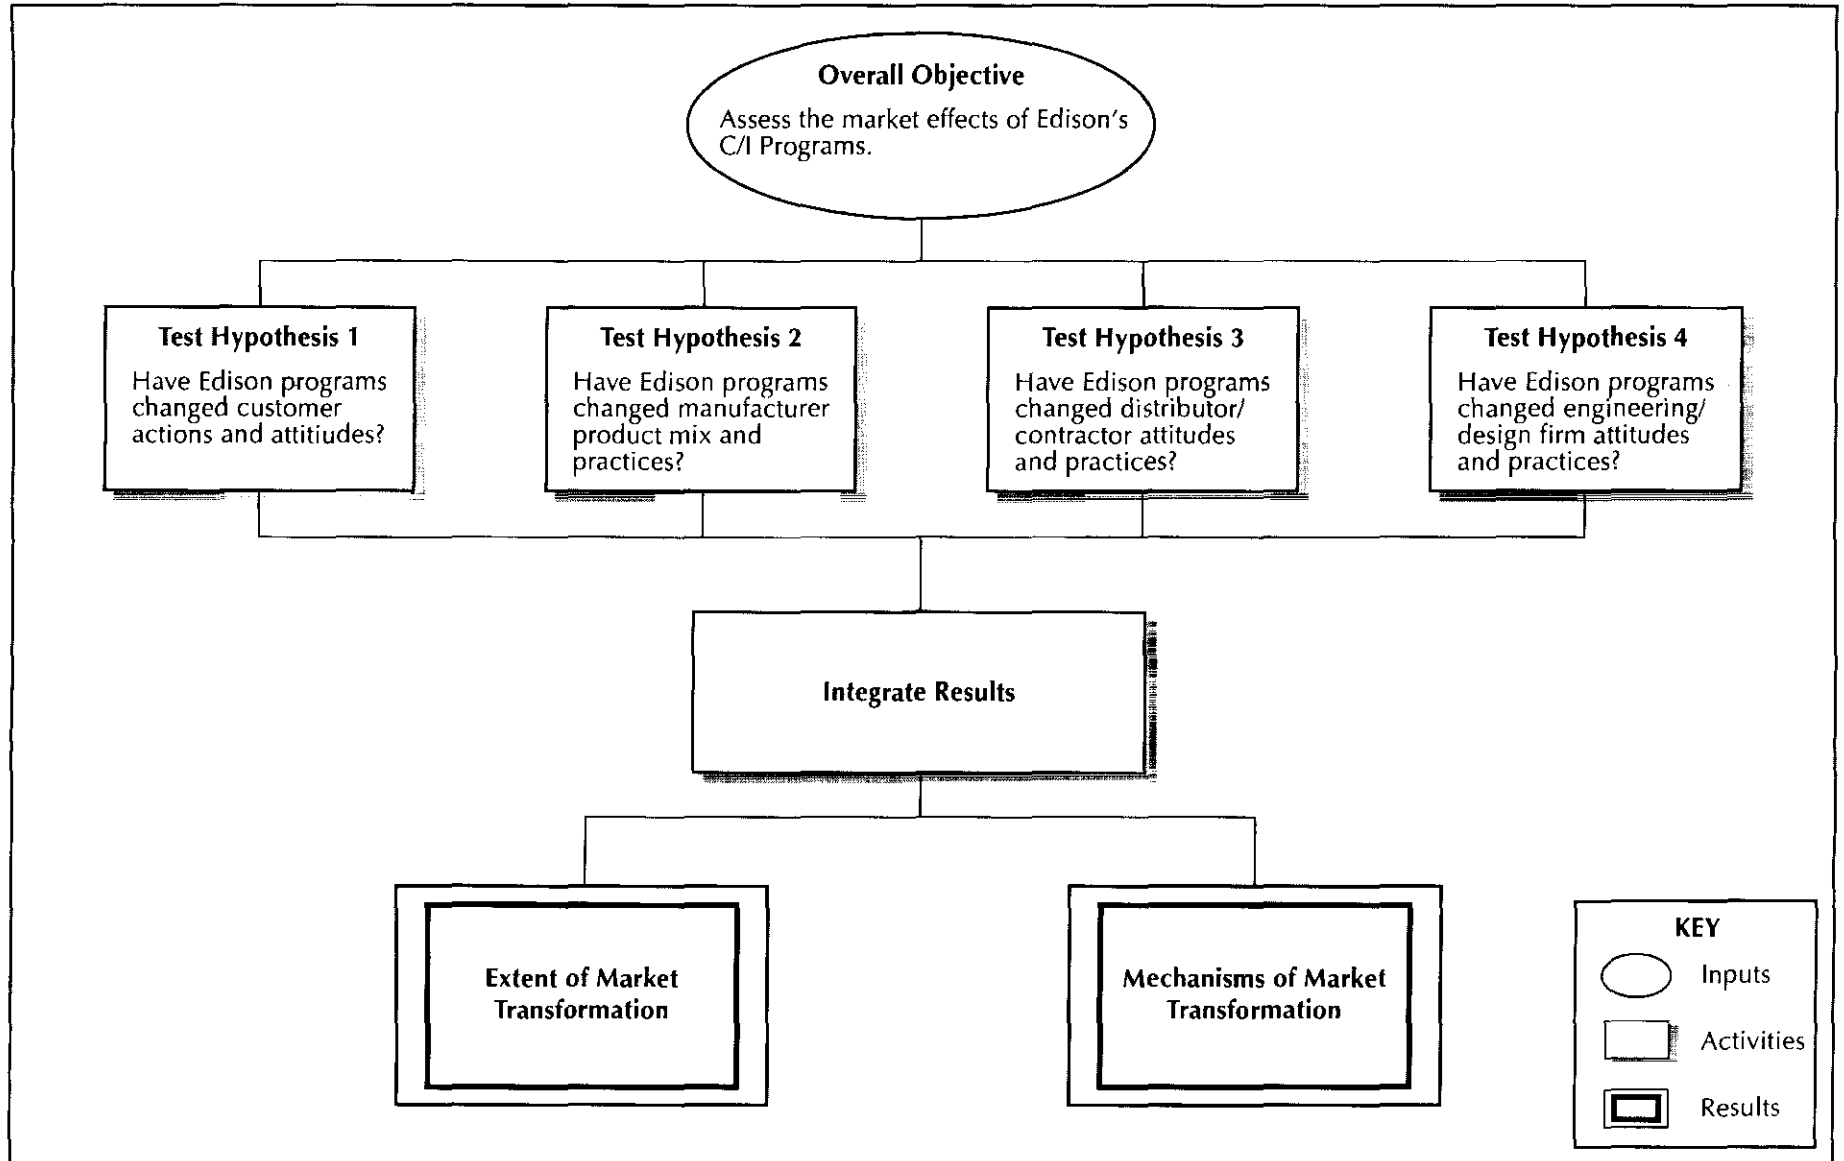 Overall Objective
Assess the market effects of Edison's
C/I Programs.
Test Hypothesis 1
Have Edison programs
changed customer
actions and attitiudes?
Test Hypothesis 2
Have Edison programs
changed manufacturer
product mix and
practices?
Test Hypothesis 3
Have Edison programs
changed distributor/
contractor attitudes
and practices?
Test Hypothesis 4
Have Edison programs
changed engineering/
design firm attitudes
and practices?
Integrate Results
Extent of Market
Transformation
Mechanisms of Market
Transformation
KEY
Inputs
Activities
Results